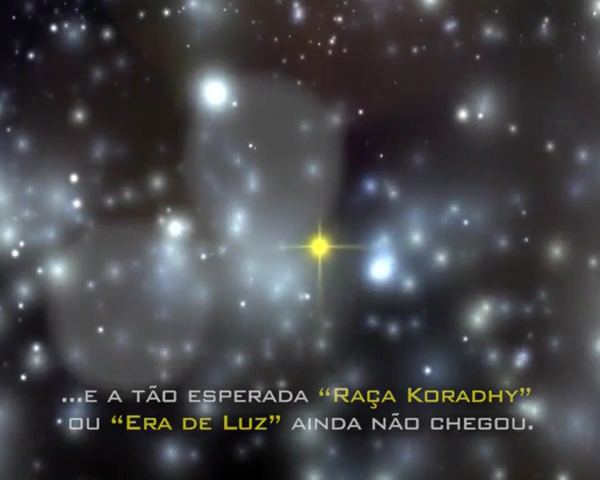 ...E A TÃO ESPERADA “RAÇA KORADHY”
OU “ERA DE LUZ” AINDA NÃO CHEGOU.